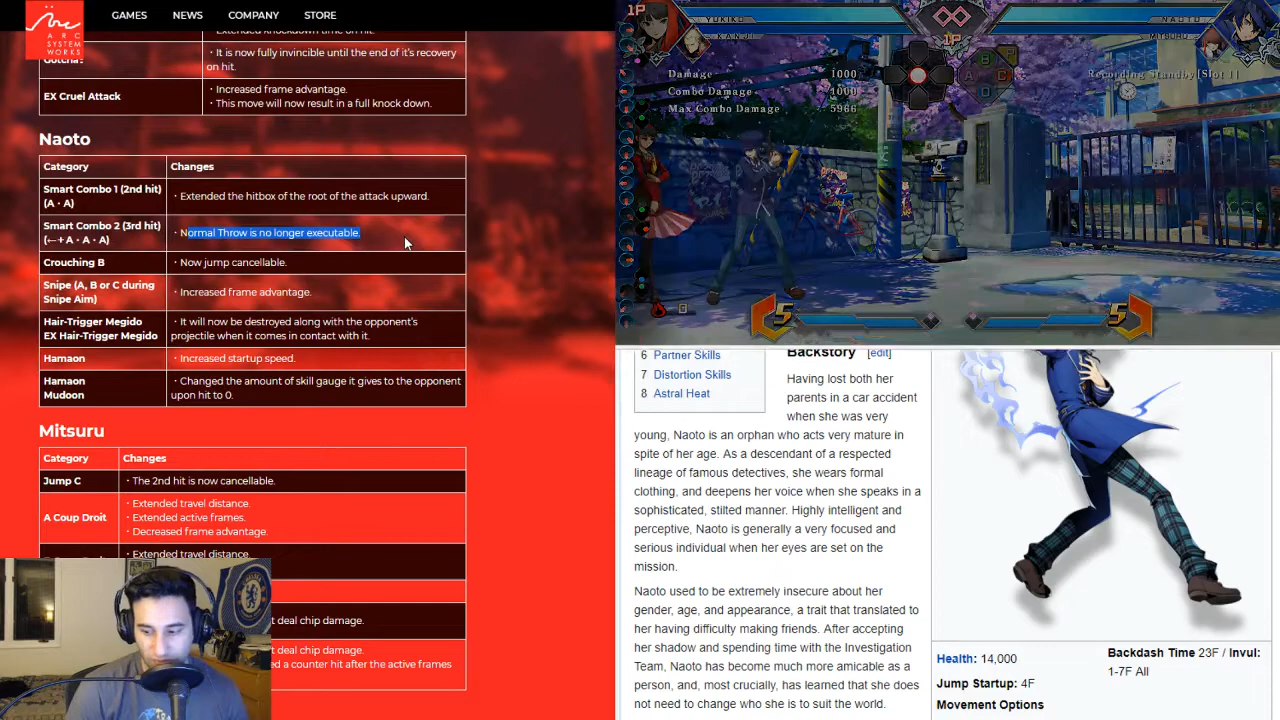 GAMES NEWS COMPANY STORE
ARC
SYSTEM
WORKS
・It is now fully invincible until the end of it's recovery
on hit.
EX Cruel Attack
・Increased frame advantage.
・This move will now result in a full knock down.
Naoto
Category Changes
Smart Combo 1 (2nd hit)
(A・A)
・Extended the hitbox of the root of the attack upward.
Smart Combo 2 (3rd hit)
(←+A・A・A)
・Normal Throw is no longer executable.
Crouching B ・Now jump cancellable.
Snipe (A, B or C during
Snipe Aim)
・Increased frame advantage.
Hair-Trigger Megido
EX Hair-Trigger Megido
・It will now be destroyed along with the opponent's
projectile when it comes in contact with it.
Hamaon ・Increased startup speed.
Hamaon
Mudoon
・Changed the amount of skill gauge it gives to the opponent
upon hit to 0.
Mitsuru
Category Changes
Jump C ・The 2nd hit is now cancellable.
A Coup Droit
・Extended travel distance.
・Extended active frames.
・Decreased frame advantage.
・Extended travel distance.
t deal chip damage.
t deal chip damage.
ed a counter hit after the active frames
1P
YUKIKO
KANJI
NAOTO
MITSURU
1P
Damage 1000
Combo Damage 1000
Max Combo Damage 5966
Recording Standby[Slot 1]
B P
A C
D
5 5
6 Partner Skills
7 Distortion Skills
8 Astral Heat
Backstory [edit]
Having lost both her
parents in a car accident
when she was very
young, Naoto is an orphan who acts very mature in
spite of her age. As a descendant of a respected
lineage of famous detectives, she wears formal
clothing, and deepens her voice when she speaks in a
sophisticated, stilted manner. Highly intelligent and
perceptive, Naoto is generally a very focused and
serious individual when her eyes are set on the
mission.
Naoto used to be extremely insecure about her
gender, age, and appearance, a trait that translated to
her having difficulty making friends. After accepting
her shadow and spending time with the Investigation
Team, Naoto has become much more amicable as a
person, and, most crucially, has learned that she does
not need to change who she is to suit the world.
Health: 14,000
Jump Startup: 4F
Movement Options
Backdash Time 23F / Invul:
1-7F All